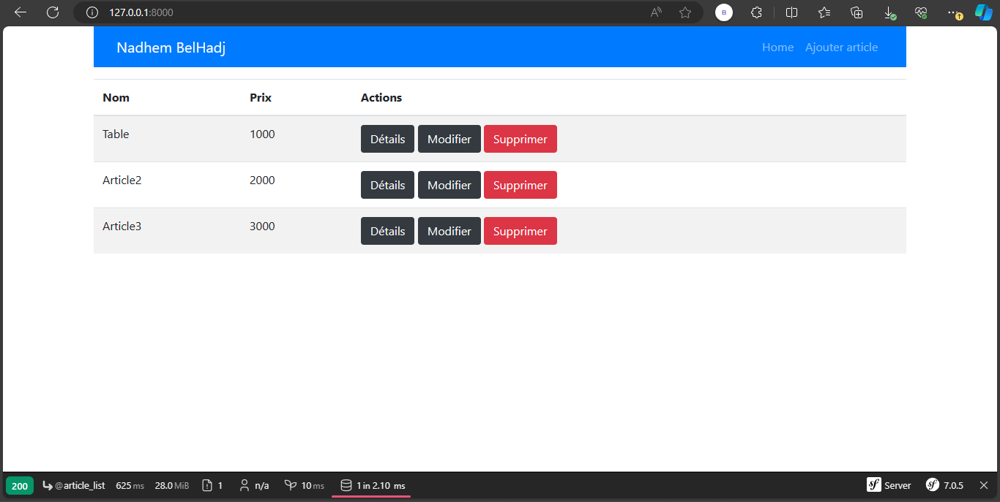 127.0.0.1:8000
B
Nadhem BelHadj Home Ajouter article
Nom Prix Actions
Table 1000 Détails Modifier Supprimer
Article2 2000 Détails Modifier Supprimer
Article3 3000 Détails Modifier Supprimer
200 @article_list 625 ms 28.0 MiB 1 n/a 10 ms 1 in 2.10 ms sf Server sf 7.0.5